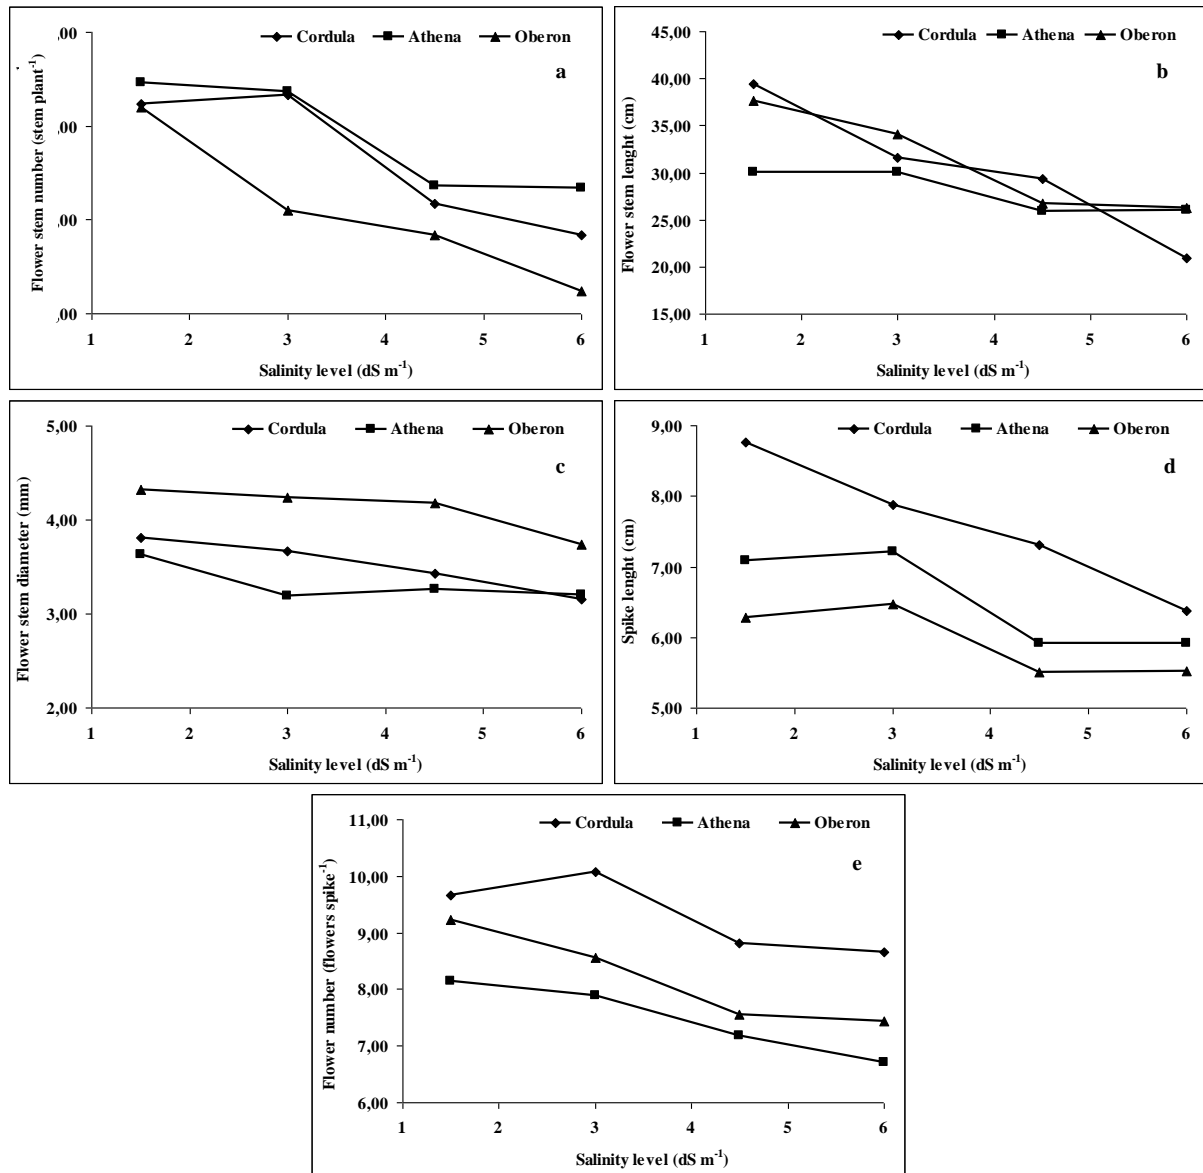 Cordula Athena Oberon
a
,00
,00
,00
,00
Flower stem number (stem plant-1)
1 2 3 4 5 6
Salinity level (dS m-1)
Cordula Athena Oberon
b
45,00
40,00
35,00
30,00
25,00
20,00
15,00
Flower stem lenght (cm)
1 2 3 4 5 6
Salinity level (dS m-1)
Cordula Athena Oberon
c
5,00
4,00
3,00
2,00
Flower stem diameter (mm)
1 2 3 4 5 6
Salinity level (dS m-1)
Cordula Athena Oberon
d
9,00
8,00
7,00
6,00
5,00
Spike lenght (cm)
1 2 3 4 5 6
Salinity level (dS m-1)
Cordula Athena Oberon
e
11,00
10,00
9,00
8,00
7,00
6,00
Flower number (flowers spike-1)
1 2 3 4 5 6
Salinity level (dS m-1)